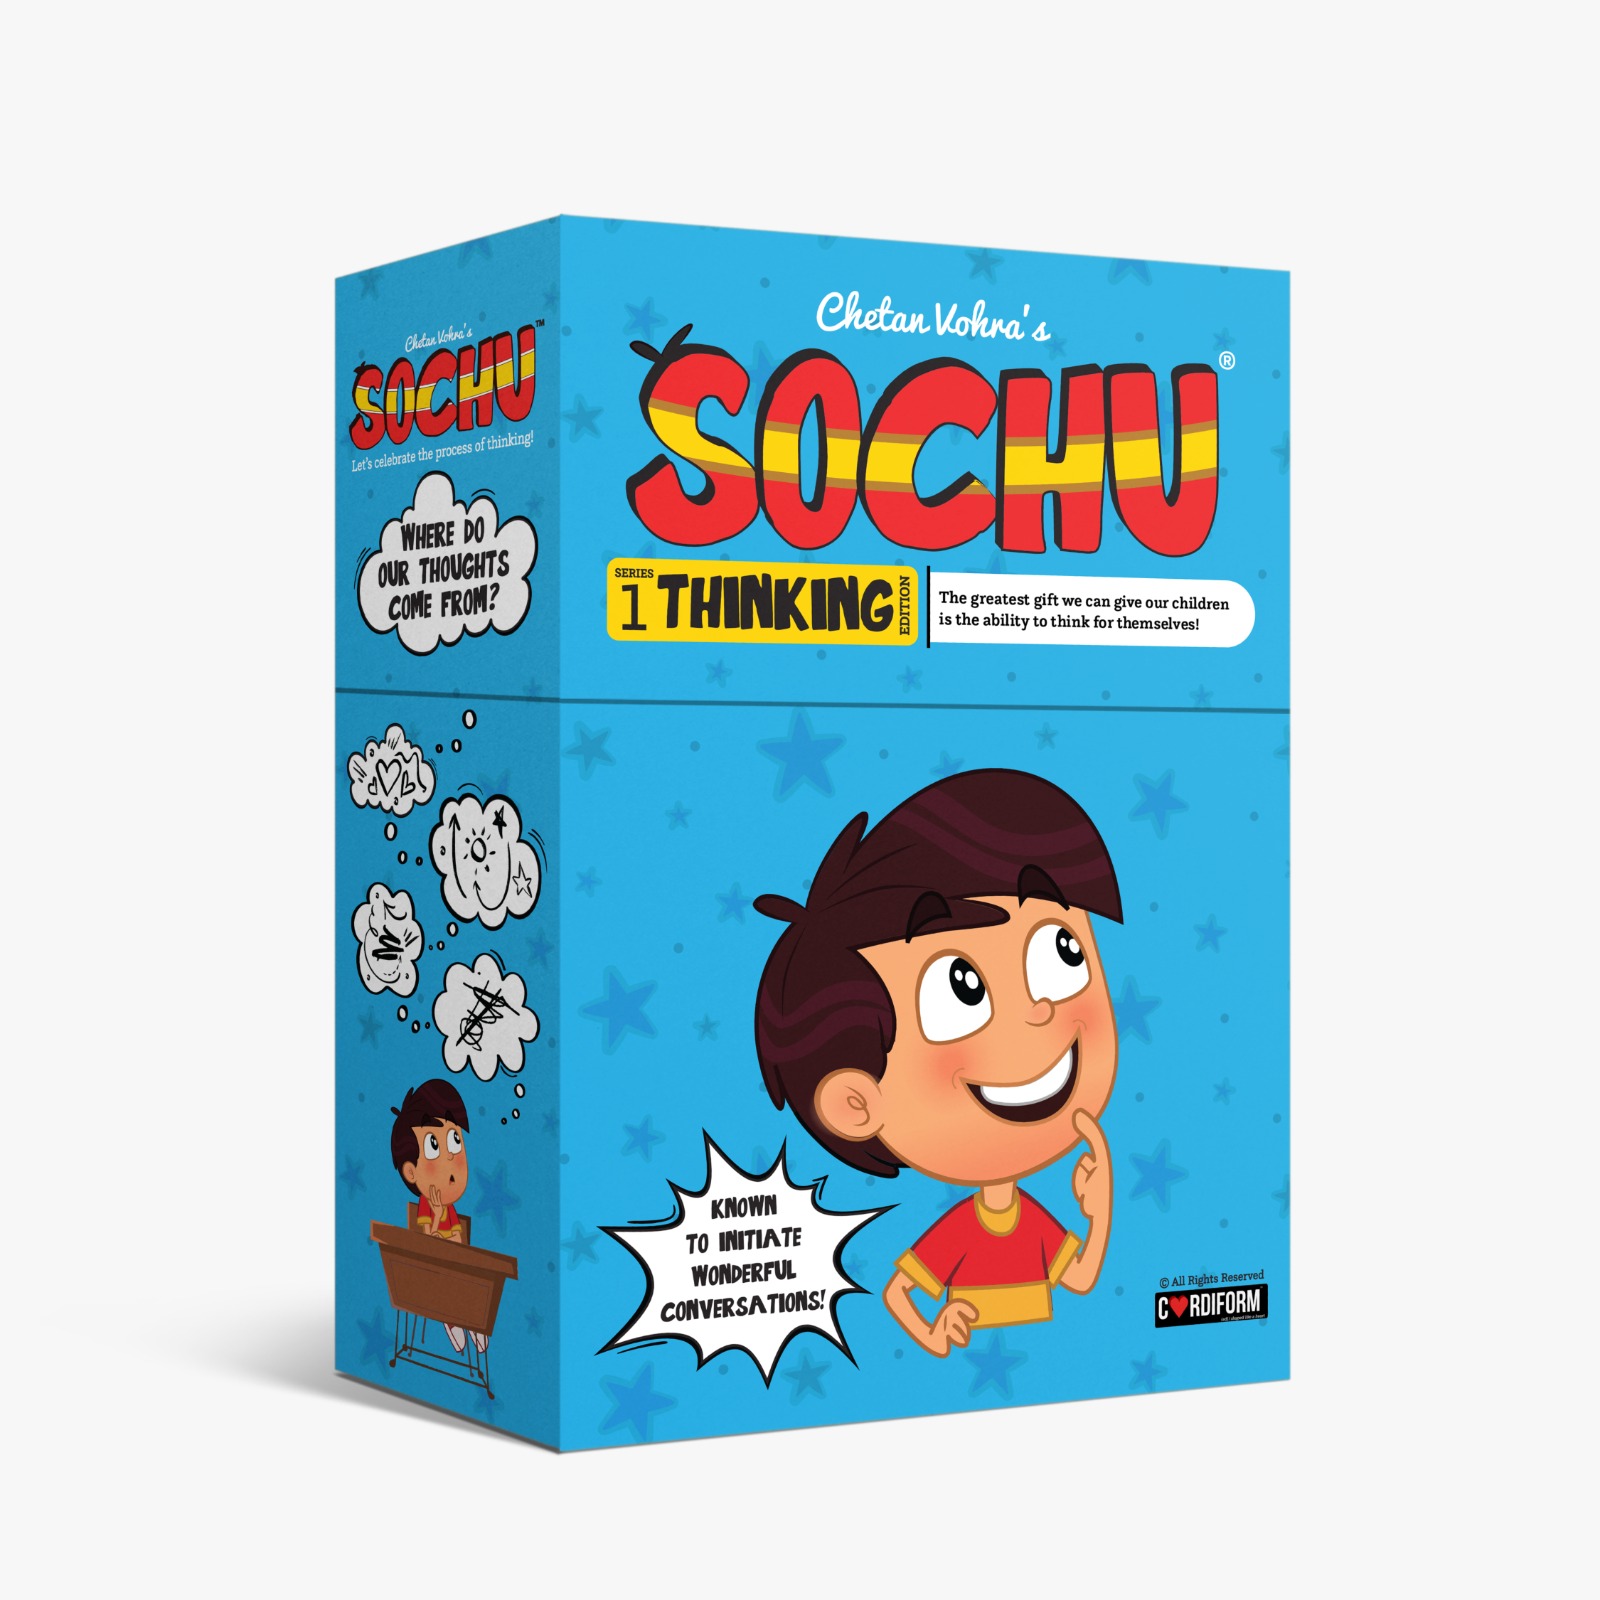 Chetan Vohra's
SOCHU™
Let's celebrate the process of thinking!
WHERE DO
OUR THOUGHTS
COME FROM?
Chetan Vohra's
SOCHU®
SERIES
1 THINKING EDITION
The greatest gift we can give our children
is the ability to think for themselves!
KNOWN
TO INITIATE
WONDERFUL
CONVERSATIONS!
© All Rights Reserved
C♥RDIFORM